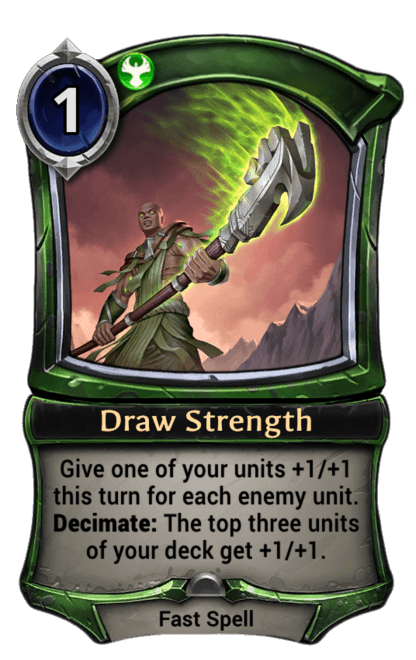 1
Draw Strength
Give one of your units +1/+1
this turn for each enemy unit.
Decimate: The top three units
of your deck get +1/+1.
Fast Spell